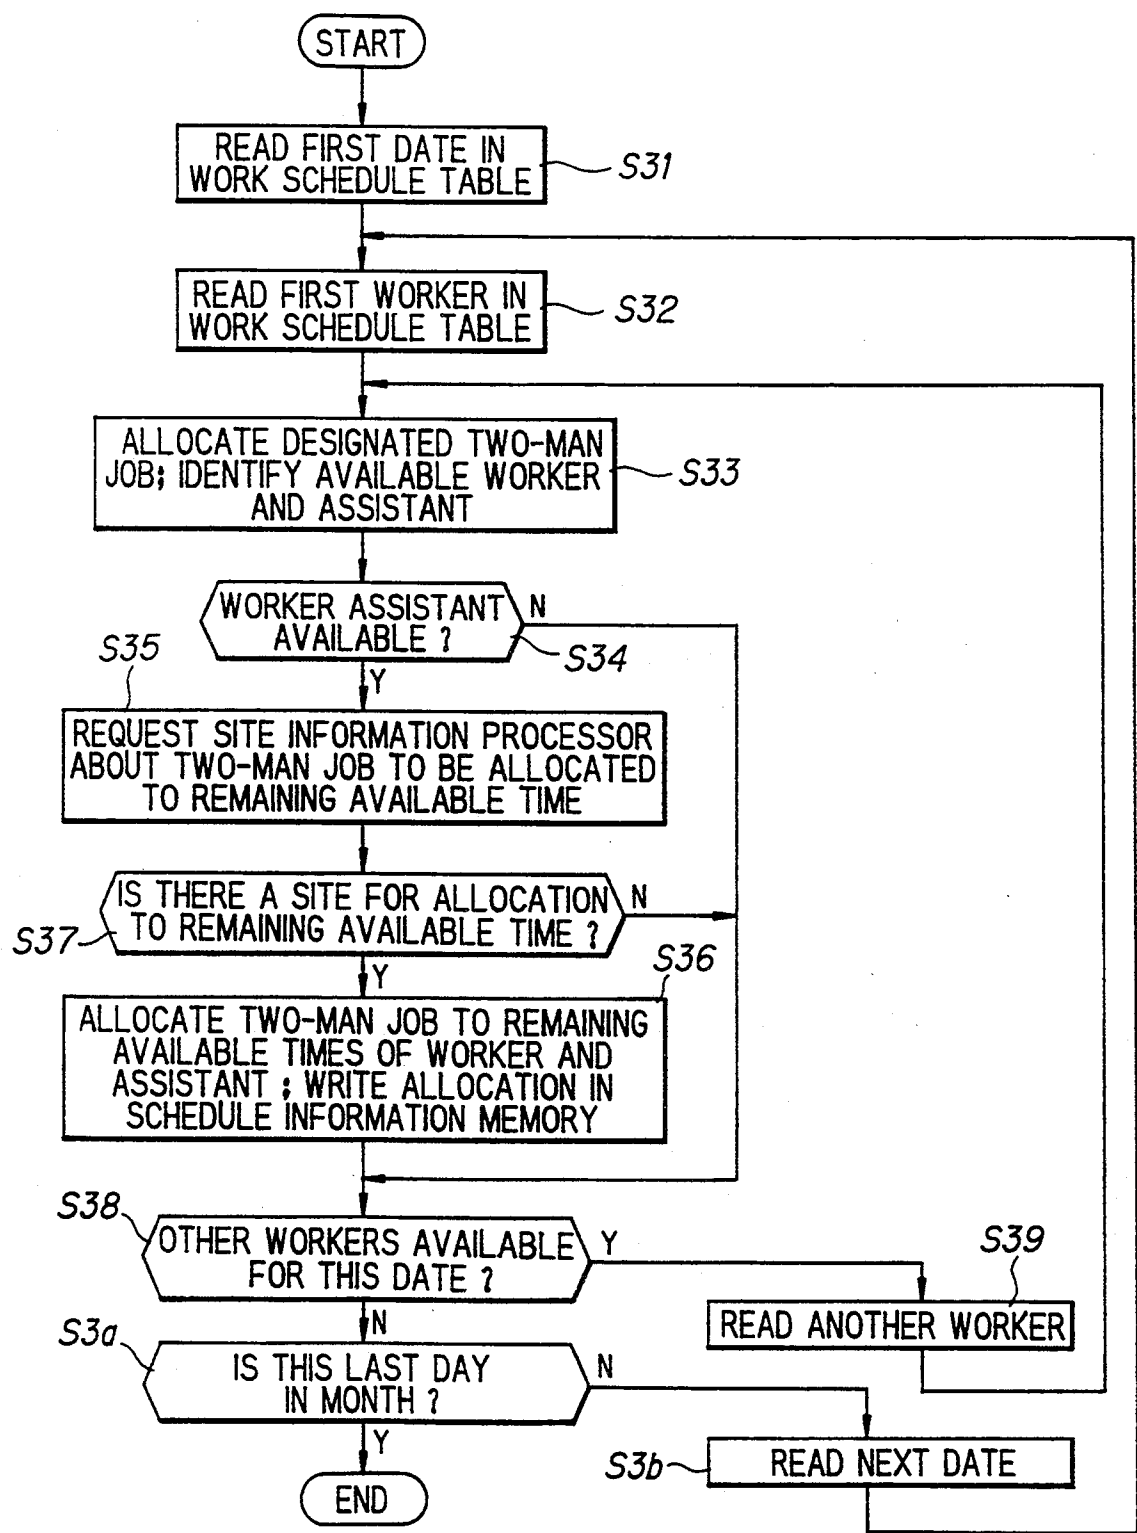 START
READ FIRST DATE IN
WORK SCHEDULE TABLE
S31
READ FIRST WORKER IN
WORK SCHEDULE TABLE
S32
ALLOCATE DESIGNATED TWO-MAN
JOB; IDENTIFY AVAILABLE WORKER
AND ASSISTANT
S33
WORKER ASSISTANT
AVAILABLE ?
N
S34
Y
S35
REQUEST SITE INFORMATION PROCESSOR
ABOUT TWO-MAN JOB TO BE ALLOCATED
TO REMAINING AVAILABLE TIME
IS THERE A SITE FOR ALLOCATION
TO REMAINING AVAILABLE TIME ?
N
S37
Y
S36
ALLOCATE TWO-MAN JOB TO REMAINING
AVAILABLE TIMES OF WORKER AND
ASSISTANT ; WRITE ALLOCATION IN
SCHEDULE INFORMATION MEMORY
S38
OTHER WORKERS AVAILABLE
FOR THIS DATE ?
Y
S39
READ ANOTHER WORKER
N
S3a
IS THIS LAST DAY
IN MONTH ?
N
Y
S3b
READ NEXT DATE
END